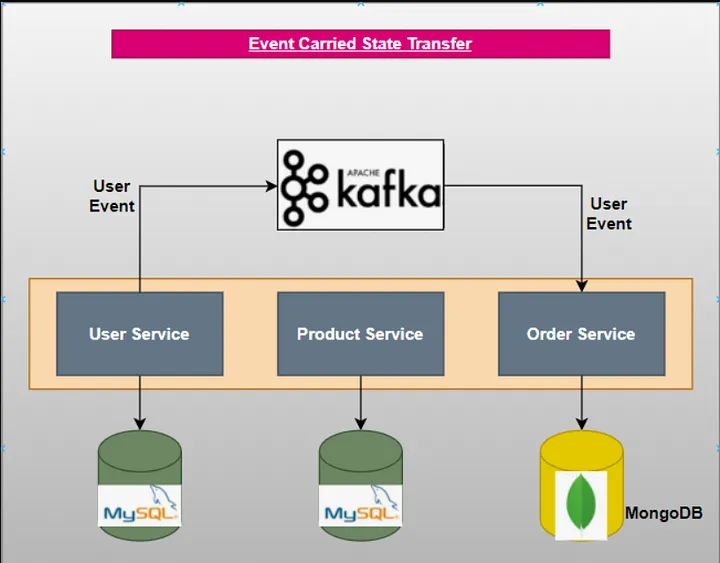 Event Carried State Transfer
APACHE
kafka
User
Event
User
Event
User Service
Product Service
Order Service
MySQL
MySQL
MongoDB